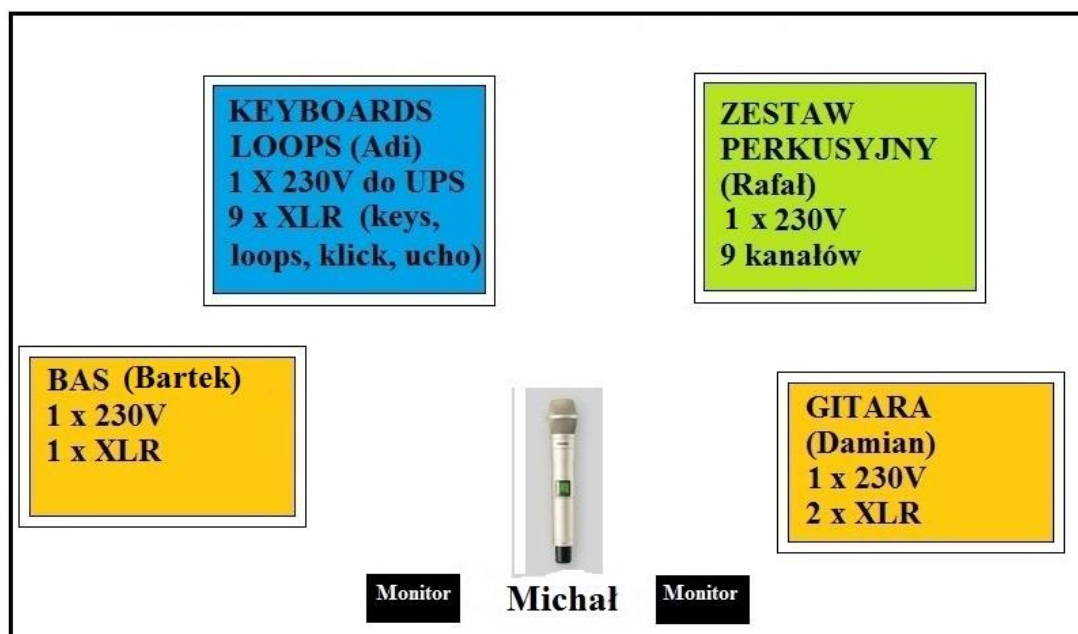 KEYBOARDS
LOOPS (Adi)
1 X 230V do UPS
9 x XLR (keys,
loops, klick, ucho)
ZESTAW
PERKUSYJNY
(Rafał)
1 x 230V
9 kanałów
BAS (Bartek)
1 x 230V
1 x XLR
GITARA
(Damian)
1 x 230V
2 x XLR
Monitor
Michał
Monitor